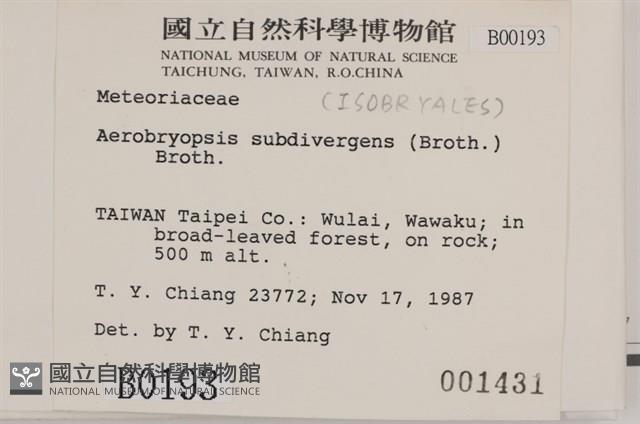 國立自然科學博物館
B00193
NATIONAL MUSEUM OF NATURAL SCIENCE
TAICHUNG, TAIWAN, R.O.CHINA
Meteoriaceae (ISOBRYALES)
Aerobryopsis subdivergens (Broth.)
Broth.
TAIWAN Taipei Co.: Wulai, Wawaku; in
broad-leaved forest, on rock;
500 m alt.
T. Y. Chiang 23772; Nov 17, 1987
Det. by T. Y. Chiang
國立自然科學博物館
NATIONAL MUSEUM OF NATURAL SCIENCE
B0193
001431